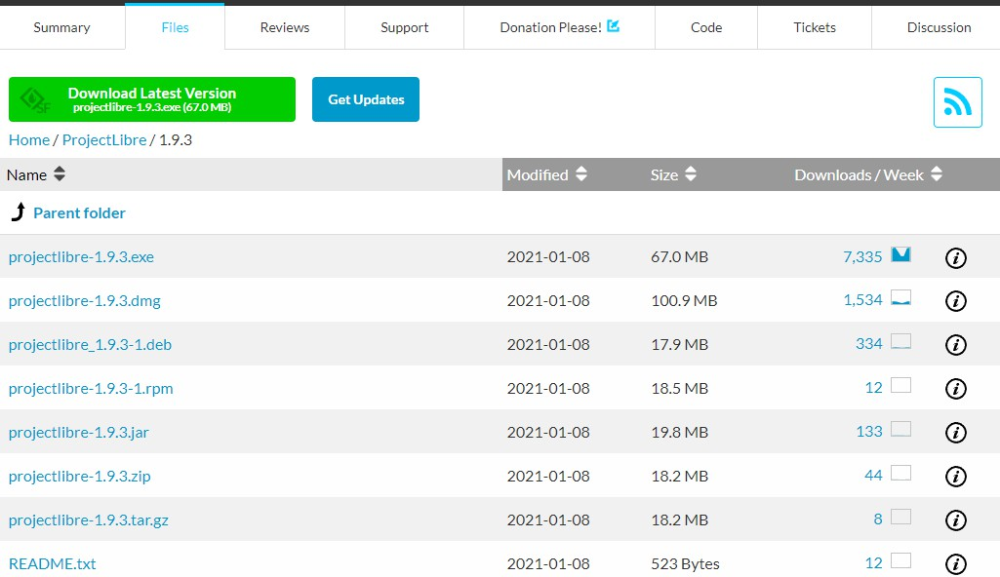 Summary Files Reviews Support Donation Please! Code Tickets Discussion
SF Download Latest Version
projectlibre-1.9.3.exe (67.0 MB)
Get Updates
Home / ProjectLibre / 1.9.3
Name Modified Size Downloads / Week
Parent folder
projectlibre-1.9.3.exe 2021-01-08 67.0 MB 7,335 i
projectlibre-1.9.3.dmg 2021-01-08 100.9 MB 1,534 i
projectlibre_1.9.3-1.deb 2021-01-08 17.9 MB 334 i
projectlibre-1.9.3-1.rpm 2021-01-08 18.5 MB 12 i
projectlibre-1.9.3.jar 2021-01-08 19.8 MB 133 i
projectlibre-1.9.3.zip 2021-01-08 18.2 MB 44 i
projectlibre-1.9.3.tar.gz 2021-01-08 18.2 MB 8 i
README.txt 2021-01-08 523 Bytes 12 i